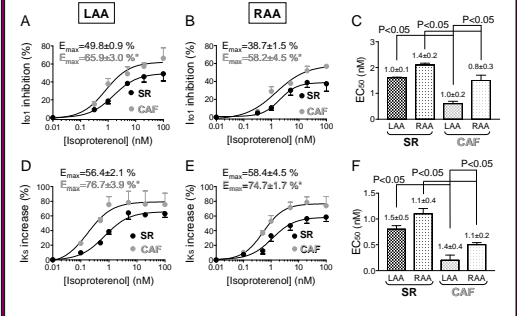 LAA
RAA
A
B
C
Emax=49.8±0.9 %
Emax=65.9±3.0 %*
Ito1 inhibition (%)
80
60
40
20
0
SR
CAF
0.01
0.1
1
10
100
[Isoproterenol] (nM)
Emax=38.7±1.5 %
Emax=58.2±4.5 %*
Ito1 inhibition (%)
80
60
40
20
0
SR
CAF
0.01
0.1
1
10
100
[Isoproterenol] (nM)
P<0.05
P<0.05
P<0.05
EC50 (nM)
3
2
1
0
1.0±0.1
1.4±0.2
1.0±0.2
0.8±0.3
LAA RAA LAA RAA
SR CAF
D
E
F
Emax=56.4±2.1 %
Emax=76.7±3.9 %*
IKs increase (%)
100
80
60
40
20
0
SR
CAF
0.01
0.1
1
10
100
[Isoproterenol] (nM)
Emax=58.4±4.5 %
Emax=74.7±1.7 %*
IKs increase (%)
100
80
60
40
20
0
SR
CAF
0.01
0.1
1
10
100
[Isoproterenol] (nM)
P<0.05
P<0.05
P<0.05
EC50 (nM)
1.5
1.0
0.5
0.0
1.5±0.5
1.1±0.4
1.4±0.4
1.1±0.2
LAA RAA LAA RAA
SR CAF